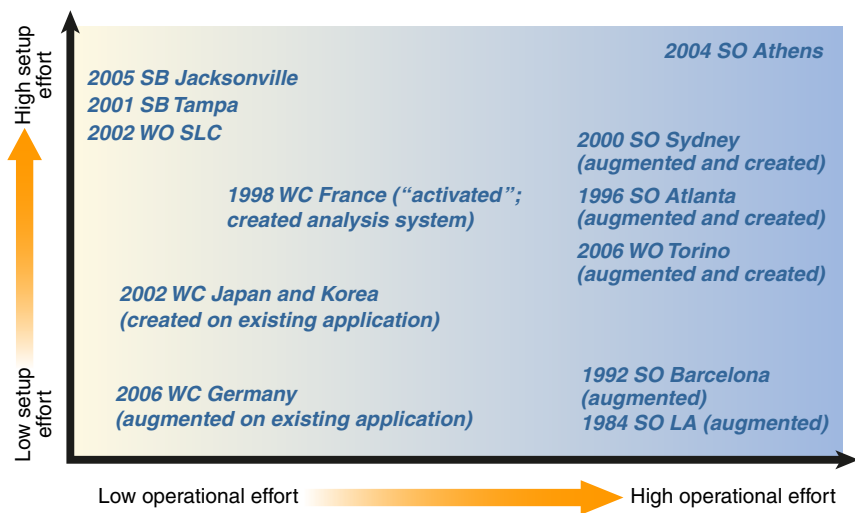 High setup
effort
2004 SO Athens
2005 SB Jacksonville
2001 SB Tampa
2002 WO SLC
2000 SO Sydney
(augmented and created)
1998 WC France (“activated”;
created analysis system)
1996 SO Atlanta
(augmented and created)
2006 WO Torino
(augmented and created)
2002 WC Japan and Korea
(created on existing application)
Low setup
effort
2006 WC Germany
(augmented on existing application)
1992 SO Barcelona
(augmented)
1984 SO LA (augmented)
Low operational effort
High operational effort